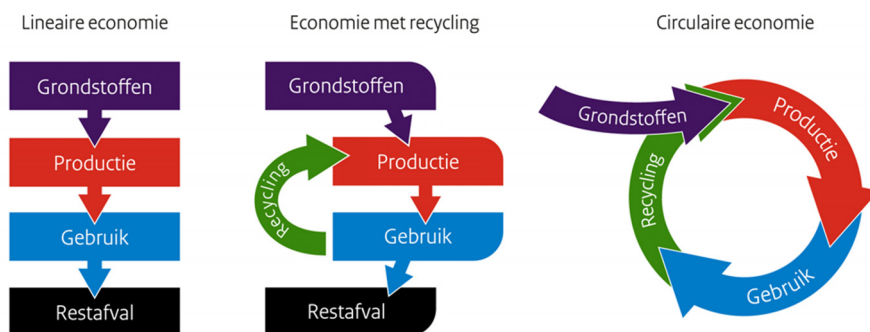 Lineaire economie
Grondstoffen
Productie
Gebruik
Restafval
Economie met recycling
Grondstoffen
Productie
Recycling
Gebruik
Restafval
Circulaire economie
Grondstoffen
Productie
Recycling
Gebruik